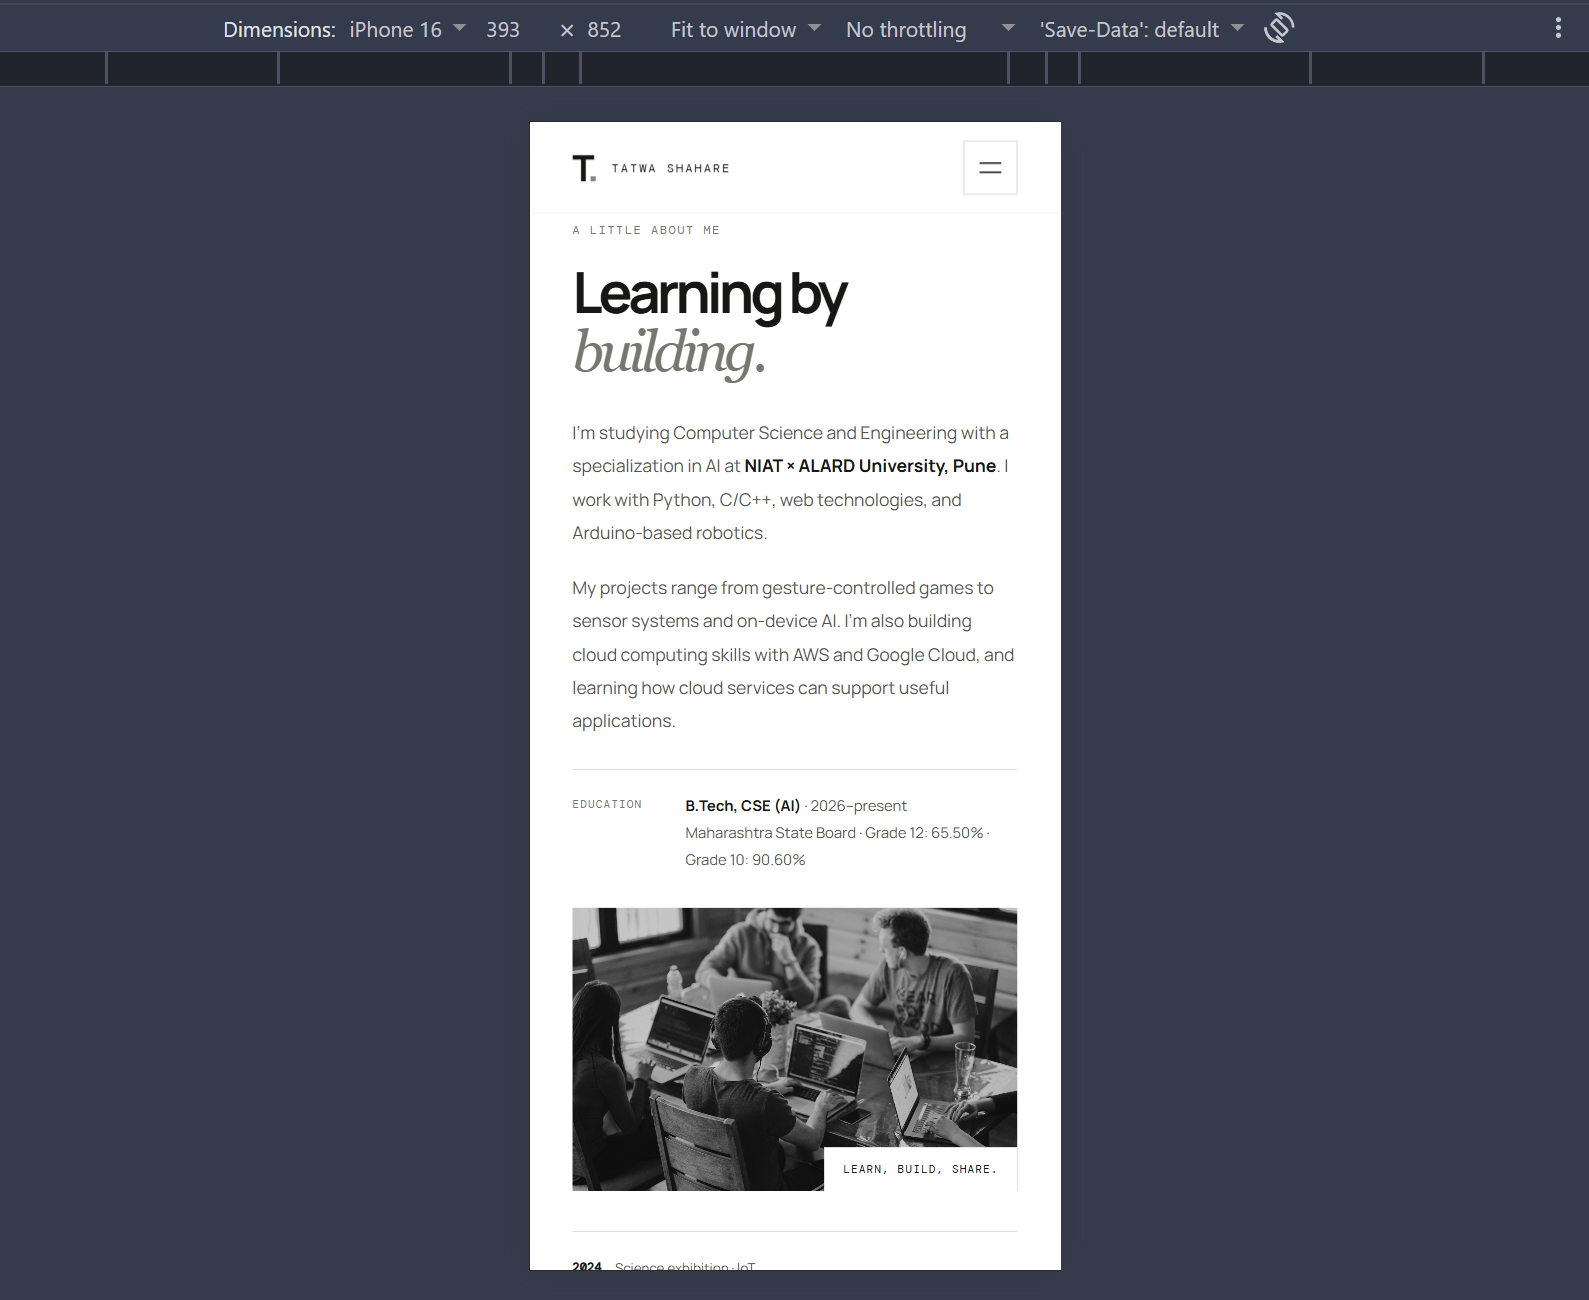 Dimensions: iPhone 16 393 × 852 Fit to window No throttling 'Save-Data': default
T. TATWA SHAHARE
A LITTLE ABOUT ME
Learning by
building.
I'm studying Computer Science and Engineering with a
specialization in AI at NIAT × ALARD University, Pune. I
work with Python, C/C++, web technologies, and
Arduino-based robotics.
My projects range from gesture-controlled games to
sensor systems and on-device AI. I'm also building
cloud computing skills with AWS and Google Cloud, and
learning how cloud services can support useful
applications.
EDUCATION
B.Tech, CSE (AI) · 2026–present
Maharashtra State Board · Grade 12: 65.50% ·
Grade 10: 90.60%
LEARN, BUILD, SHARE.
2024 Science exhibition · IoT